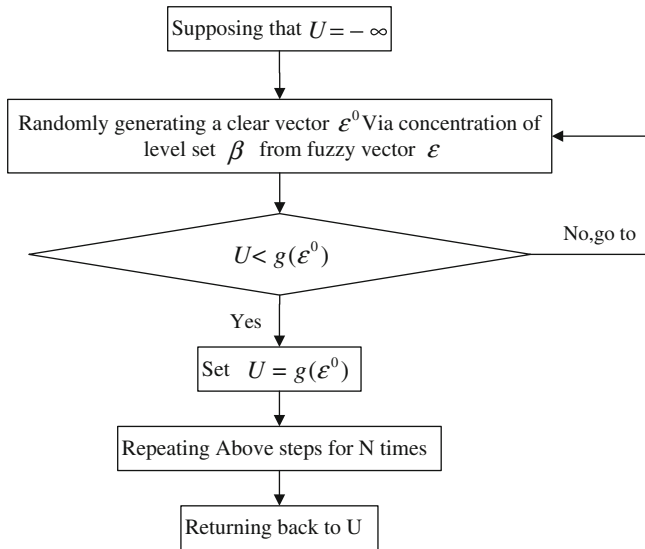 Supposing that U = − ∞
Randomly generating a clear vector ε⁰ Via concentration of
level set β from fuzzy vector ε
U < g(ε⁰)
No,go to
Yes
Set U = g(ε⁰)
Repeating Above steps for N times
Returning back to U